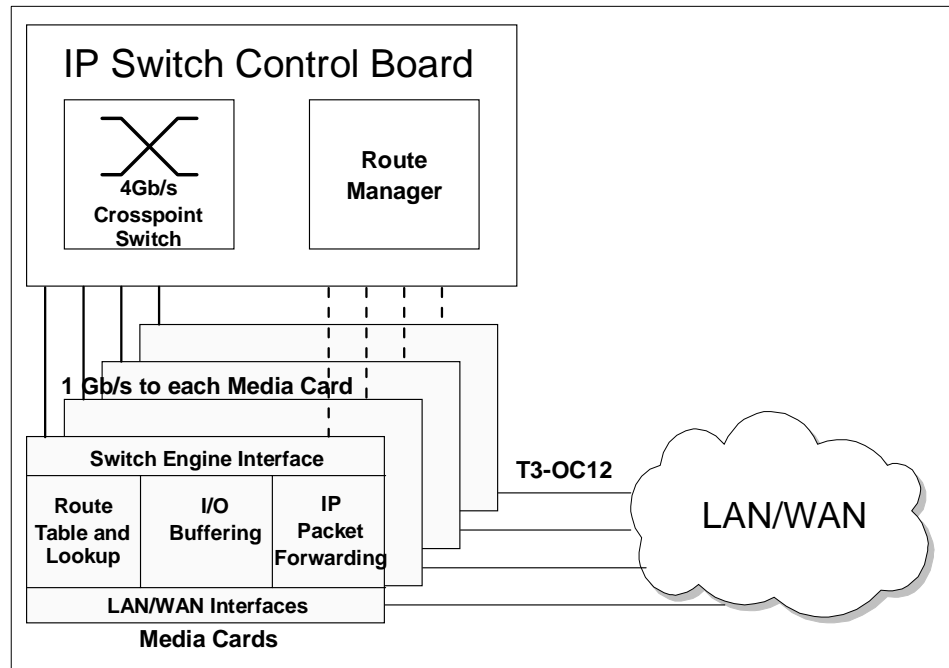 IP Switch Control Board
4Gb/s
Crosspoint
Switch
Route
Manager
1 Gb/s to each Media Card
Switch Engine Interface
Route
Table and
Lookup
I/O
Buffering
IP
Packet
Forwarding
LAN/WAN Interfaces
Media Cards
T3-OC12
LAN/WAN